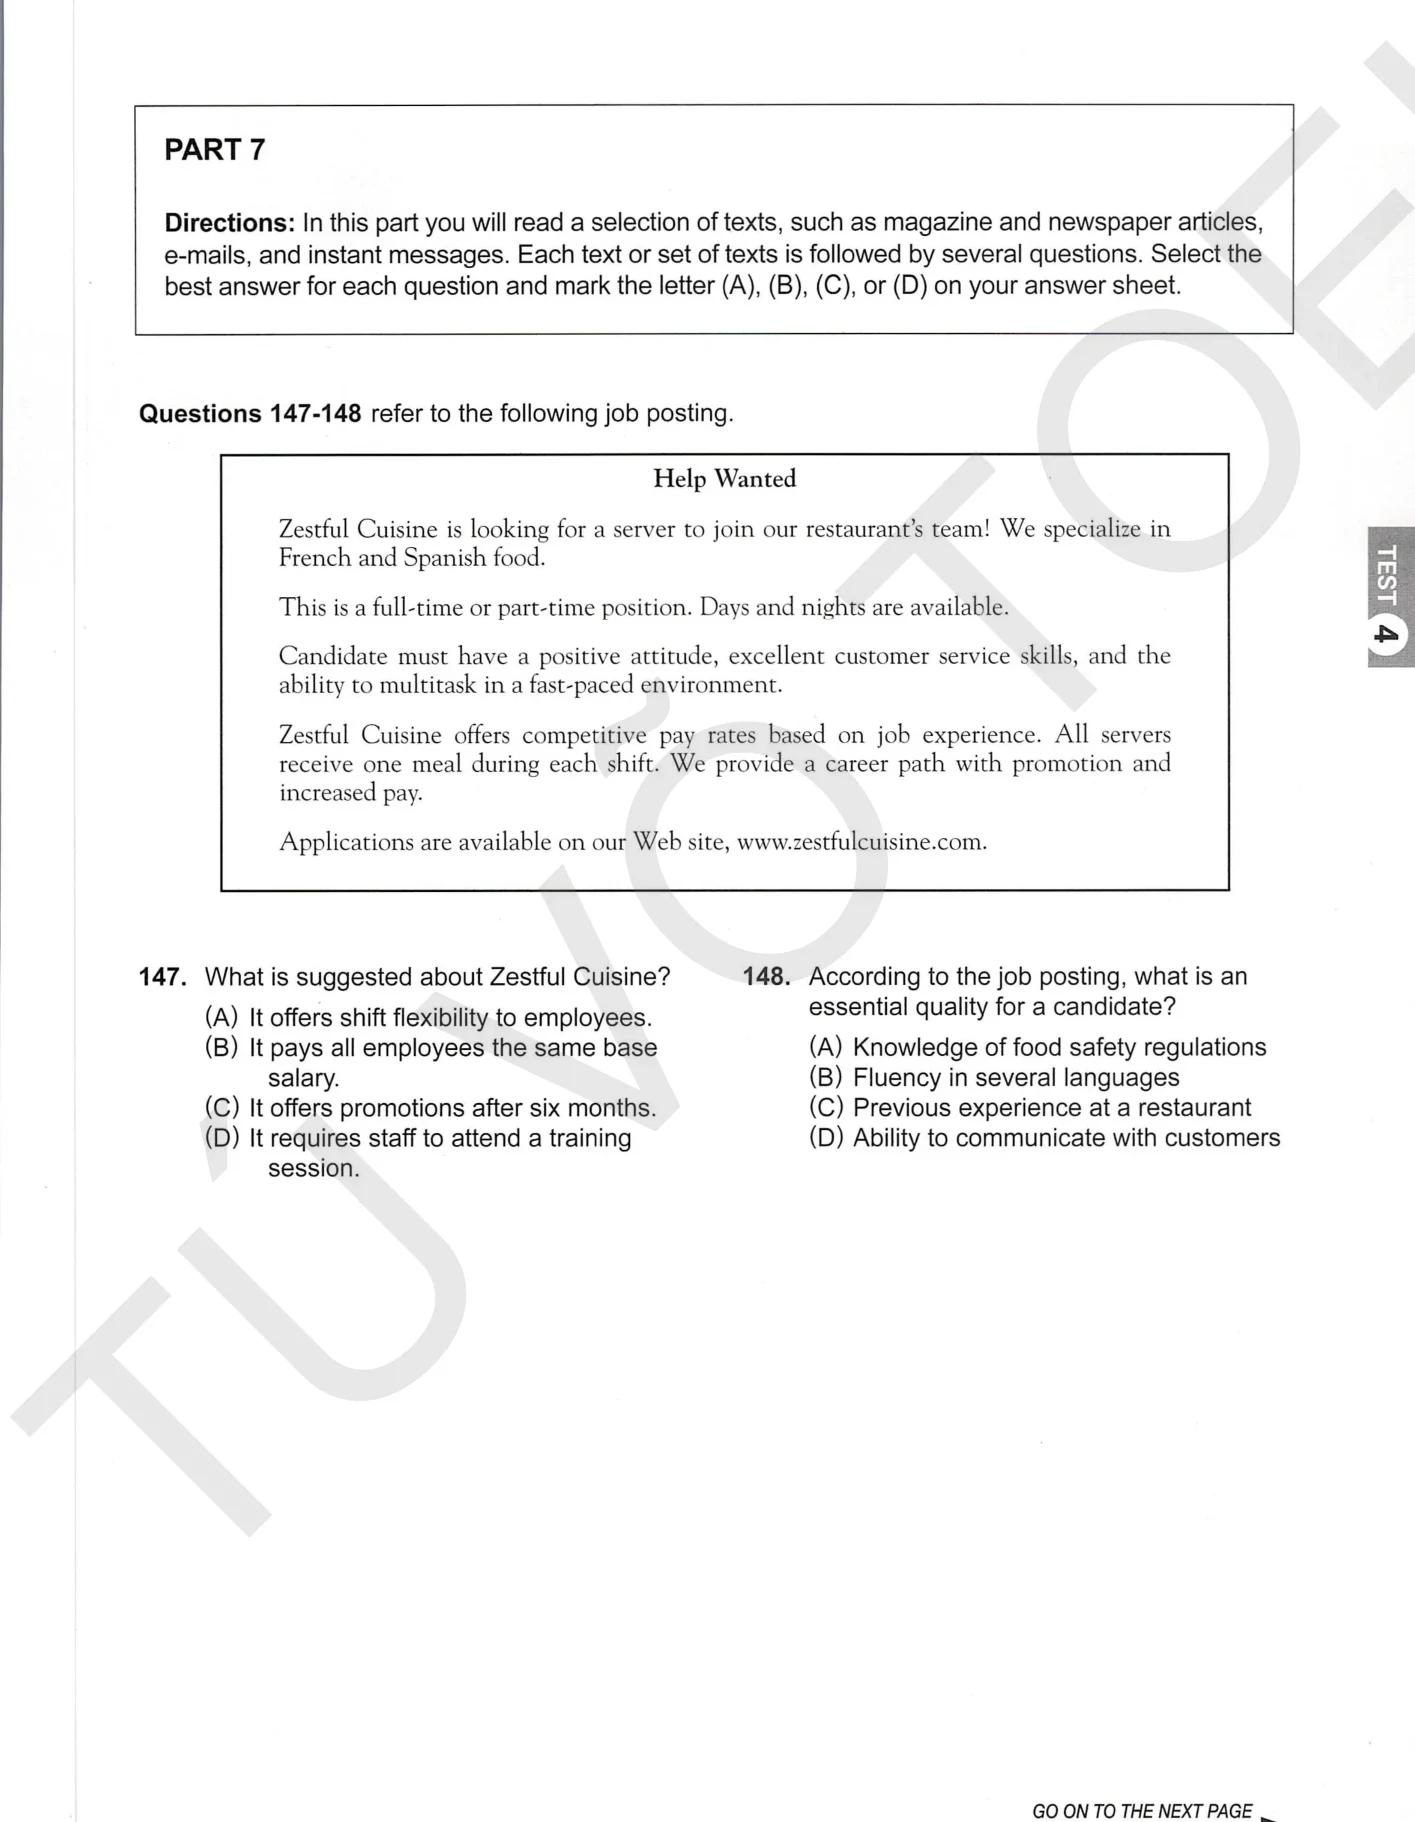 PART 7
Directions: In this part you will read a selection of texts, such as magazine and newspaper articles,
e-mails, and instant messages. Each text or set of texts is followed by several questions. Select the
best answer for each question and mark the letter (A), (B), (C), or (D) on your answer sheet.
Questions 147-148 refer to the following job posting.
Help Wanted
Zestful Cuisine is looking for a server to join our restaurant's team! We specialize in
French and Spanish food.
This is a full-time or part-time position. Days and nights are available.
Candidate must have a positive attitude, excellent customer service skills, and the
ability to multitask in a fast-paced environment.
Zestful Cuisine offers competitive pay rates based on job experience. All servers
receive one meal during each shift. We provide a career path with promotion and
increased pay.
Applications are available on our Web site, www.zestfulcuisine.com.
147. What is suggested about Zestful Cuisine?
(A) It offers shift flexibility to employees.
(B) It pays all employees the same base
salary.
(C) It offers promotions after six months.
(D) It requires staff to attend a training
session.
148. According to the job posting, what is an
essential quality for a candidate?
(A) Knowledge of food safety regulations
(B) Fluency in several languages
(C) Previous experience at a restaurant
(D) Ability to communicate with customers
TEST 4
GO ON TO THE NEXT PAGE
TÚ VÕ TOE